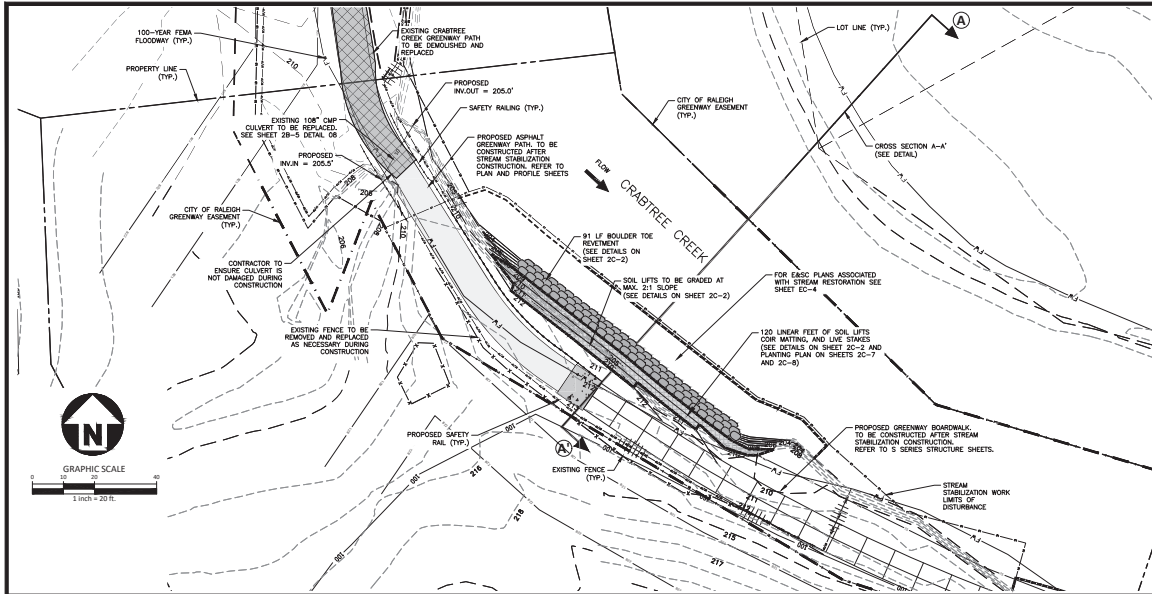 100-YEAR FEMA
FLOODWAY (TYP.)
PROPERTY LINE
(TYP.)
EXISTING CRABTREE
CREEK GREENWAY PATH
TO BE DEMOLISHED AND
REPLACED
PROPOSED
INV.OUT = 205.0'
SAFETY RAILING (TYP.)
EXISTING 108" CMP
CULVERT TO BE REPLACED.
SEE SHEET 2B-5 DETAIL 08
PROPOSED
INV.IN = 205.5'
PROPOSED ASPHALT
GREENWAY PATH. TO BE
CONSTRUCTED AFTER
STREAM STABILIZATION
CONSTRUCTION. REFER TO
PLAN AND PROFILE SHEETS
CITY OF RALEIGH
GREENWAY EASEMENT
(TYP.)
LOT LINE (TYP.)
A
CITY OF RALEIGH
GREENWAY EASEMENT
(TYP.)
CROSS SECTION A-A'
(SEE DETAIL)
FLOW
CRABTREE CREEK
91 LF BOULDER TOE
REVETMENT
(SEE DETAILS ON
SHEET 2C-2)
SOIL LIFTS TO BE GRADED AT
MAX. 2:1 SLOPE
(SEE DETAILS ON SHEET 2C-2)
FOR E&SC PLANS ASSOCIATED
WITH STREAM RESTORATION SEE
SHEET EC-4
CONTRACTOR TO
ENSURE CULVERT IS
NOT DAMAGED DURING
CONSTRUCTION
EXISTING FENCE TO BE
REMOVED AND REPLACED
AS NECESSARY DURING
CONSTRUCTION
120 LINEAR FEET OF SOIL LIFTS
COIR MATTING, AND LIVE STAKES
(SEE DETAILS ON SHEET 2C-2 AND
PLANTING PLAN ON SHEETS 2C-7
AND 2C-8)
PROPOSED SAFETY
RAIL (TYP.)
A'
EXISTING FENCE
(TYP.)
PROPOSED GREENWAY BOARDWALK.
TO BE CONSTRUCTED AFTER STREAM
STABILIZATION CONSTRUCTION.
REFER TO S SERIES STRUCTURE SHEETS.
STREAM
STABILIZATION WORK
LIMITS OF
DISTURBANCE
N
GRAPHIC SCALE
0 10 20 40
1 inch = 20 ft.
210
208
208
206
210
212
211
212
210
211
215
216
217
218
100
100
100
100